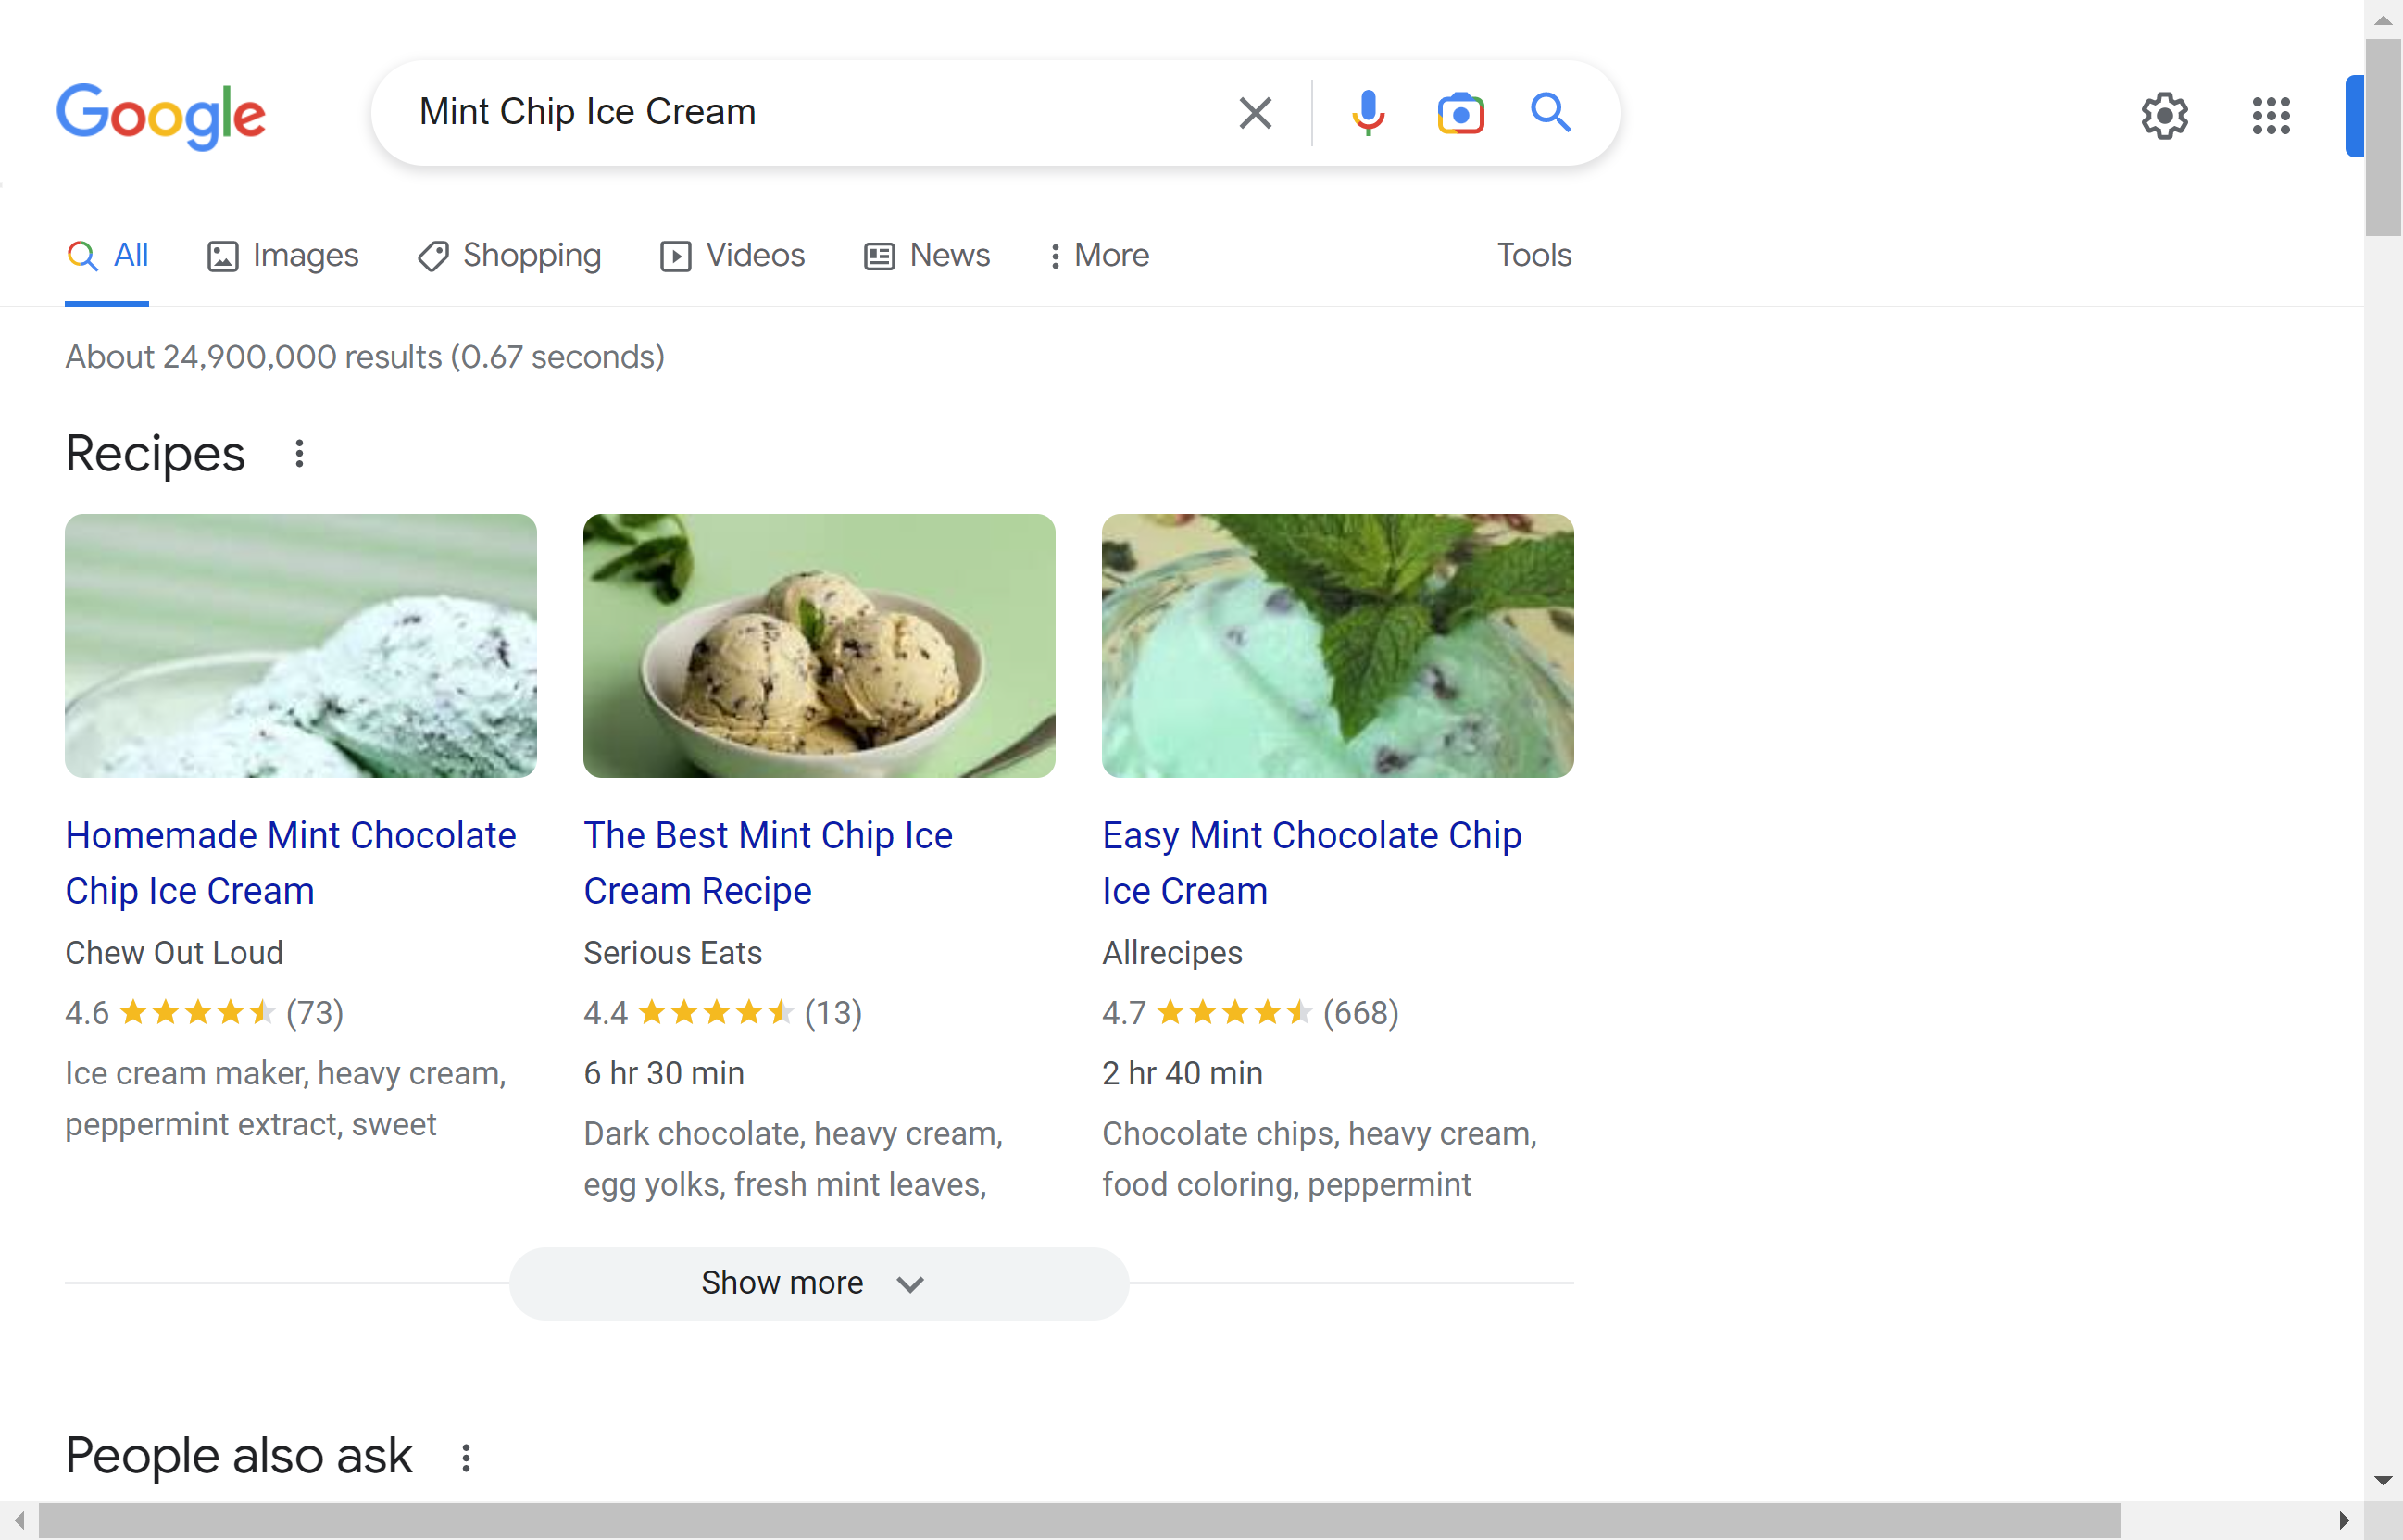 Google
Mint Chip Ice Cream
All Images Shopping Videos News More Tools
About 24,900,000 results (0.67 seconds)
Recipes
Homemade Mint Chocolate
Chip Ice Cream
Chew Out Loud
4.6 (73)
Ice cream maker, heavy cream,
peppermint extract, sweet
The Best Mint Chip Ice
Cream Recipe
Serious Eats
4.4 (13)
6 hr 30 min
Dark chocolate, heavy cream,
egg yolks, fresh mint leaves,
Easy Mint Chocolate Chip
Ice Cream
Allrecipes
4.7 (668)
2 hr 40 min
Chocolate chips, heavy cream,
food coloring, peppermint
Show more
People also ask